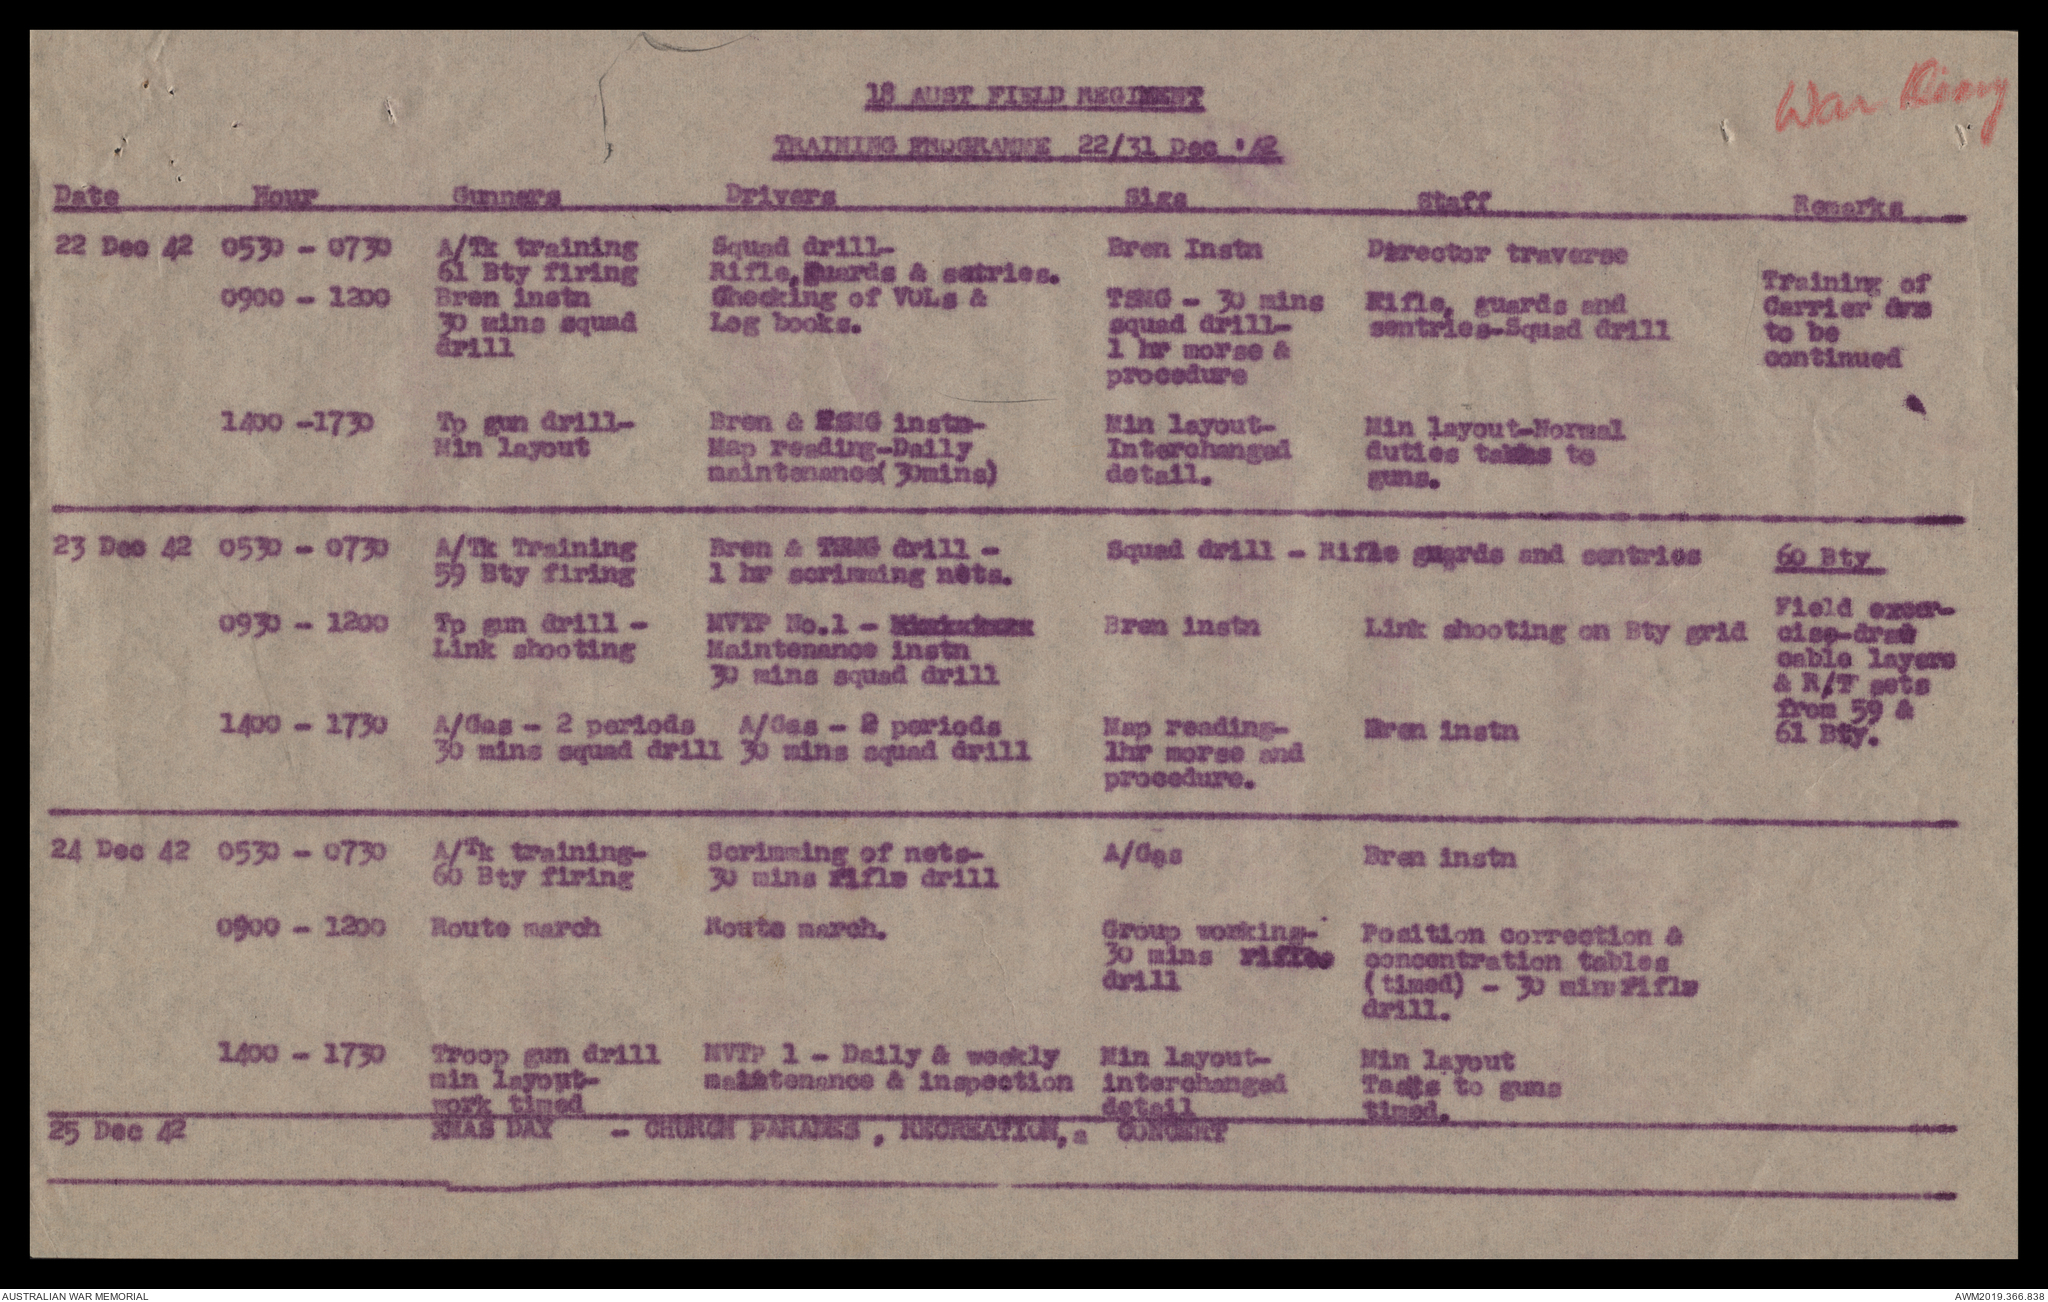 War Diary
18 AUST FIELD REGIMENT
TRAINING PROGRAMME 22/31 Dec '42
Date Hour Gunners Drivers Sigs Staff Remarks
22 Dec 42 0530 - 0730 A/Tk training Squad drill- Bren Instn Director traverse
61 Bty firing Rifle, guards & sntries.
Training of
0900 - 1200 Bren instn Checking of VOLs & TSMG - 30 mins Rifle, guards and
Carrier dvrs
30 mins squad Log books. squad drill- sentries-Squad drill
to be
drill 1 hr morse &
continued
procedure
1400 -1730 Tp gun drill- Bren & TSMG instn- Min layout- Min layout-Normal
Min layout Map reading-Daily Interchanged duties tasks to
maintenance( 30mins) detail. guns.
23 Dec 42 0530 - 0730 A/Tk Training Bren & TSMG drill - Squad drill - Rifle guards and sentries 60 Bty
59 Bty firing 1 hr scrimming nets.
Field exer-
0930 - 1200 Tp gun drill - MVTP No.1 - Bren instn Link shooting on Bty grid cise-draw
Link shooting Maintenance instn cable layers
30 mins squad drill & R/T sets
from 59 &
1400 - 1730 A/Gas - 2 periods A/Gas - 2 periods Map reading- Bren instn 61 Bty.
30 mins squad drill 30 mins squad drill 1hr morse and
procedure.
24 Dec 42 0530 - 0730 A/Tk training- Scrimming of nets- A/Gas Bren instn
60 Bty firing 30 mins rifle drill
0900 - 1200 Route march Route march. Group working- Position correction &
30 mins rifle concentration tables
drill (timed) - 30 mins rifle
drill.
1400 - 1730 Troop gun drill MVTP 1 - Daily & weekly Min layout- Min layout
min layout- maintenance & inspection interchanged Tasks to guns
work timed detail timed.
25 Dec 42 XMAS DAY - CHURCH PARADES , RECREATION, CONCERT
AUSTRALIAN WAR MEMORIAL AWM2019.366.838